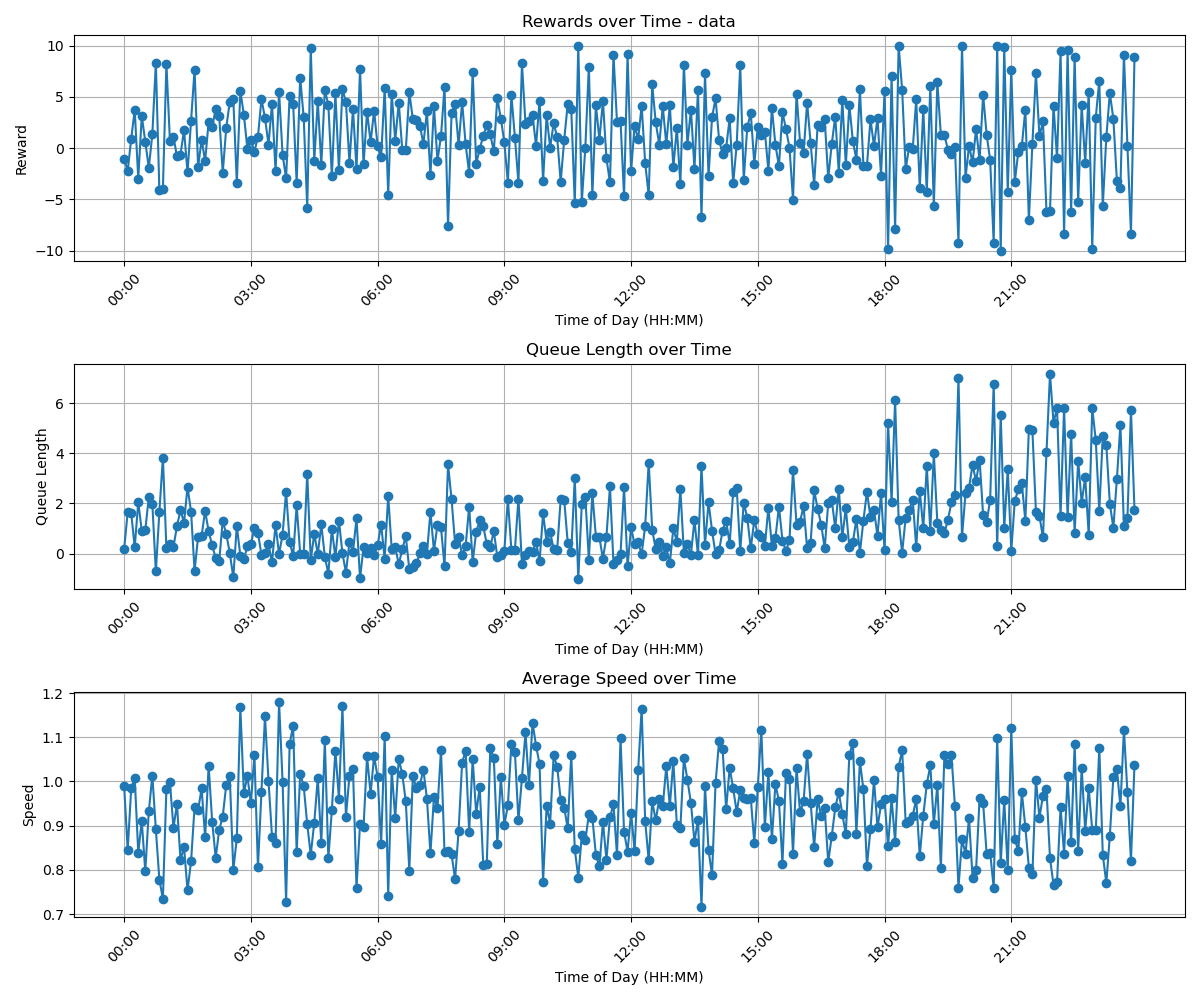 Rewards over Time - data
10
5
0
−5
−10
Reward
00:00 03:00 06:00 09:00 12:00 15:00 18:00 21:00
Time of Day (HH:MM)
Queue Length over Time
6
4
2
0
Queue Length
00:00 03:00 06:00 09:00 12:00 15:00 18:00 21:00
Time of Day (HH:MM)
Average Speed over Time
1.2
1.1
1.0
0.9
0.8
0.7
Speed
00:00 03:00 06:00 09:00 12:00 15:00 18:00 21:00
Time of Day (HH:MM)